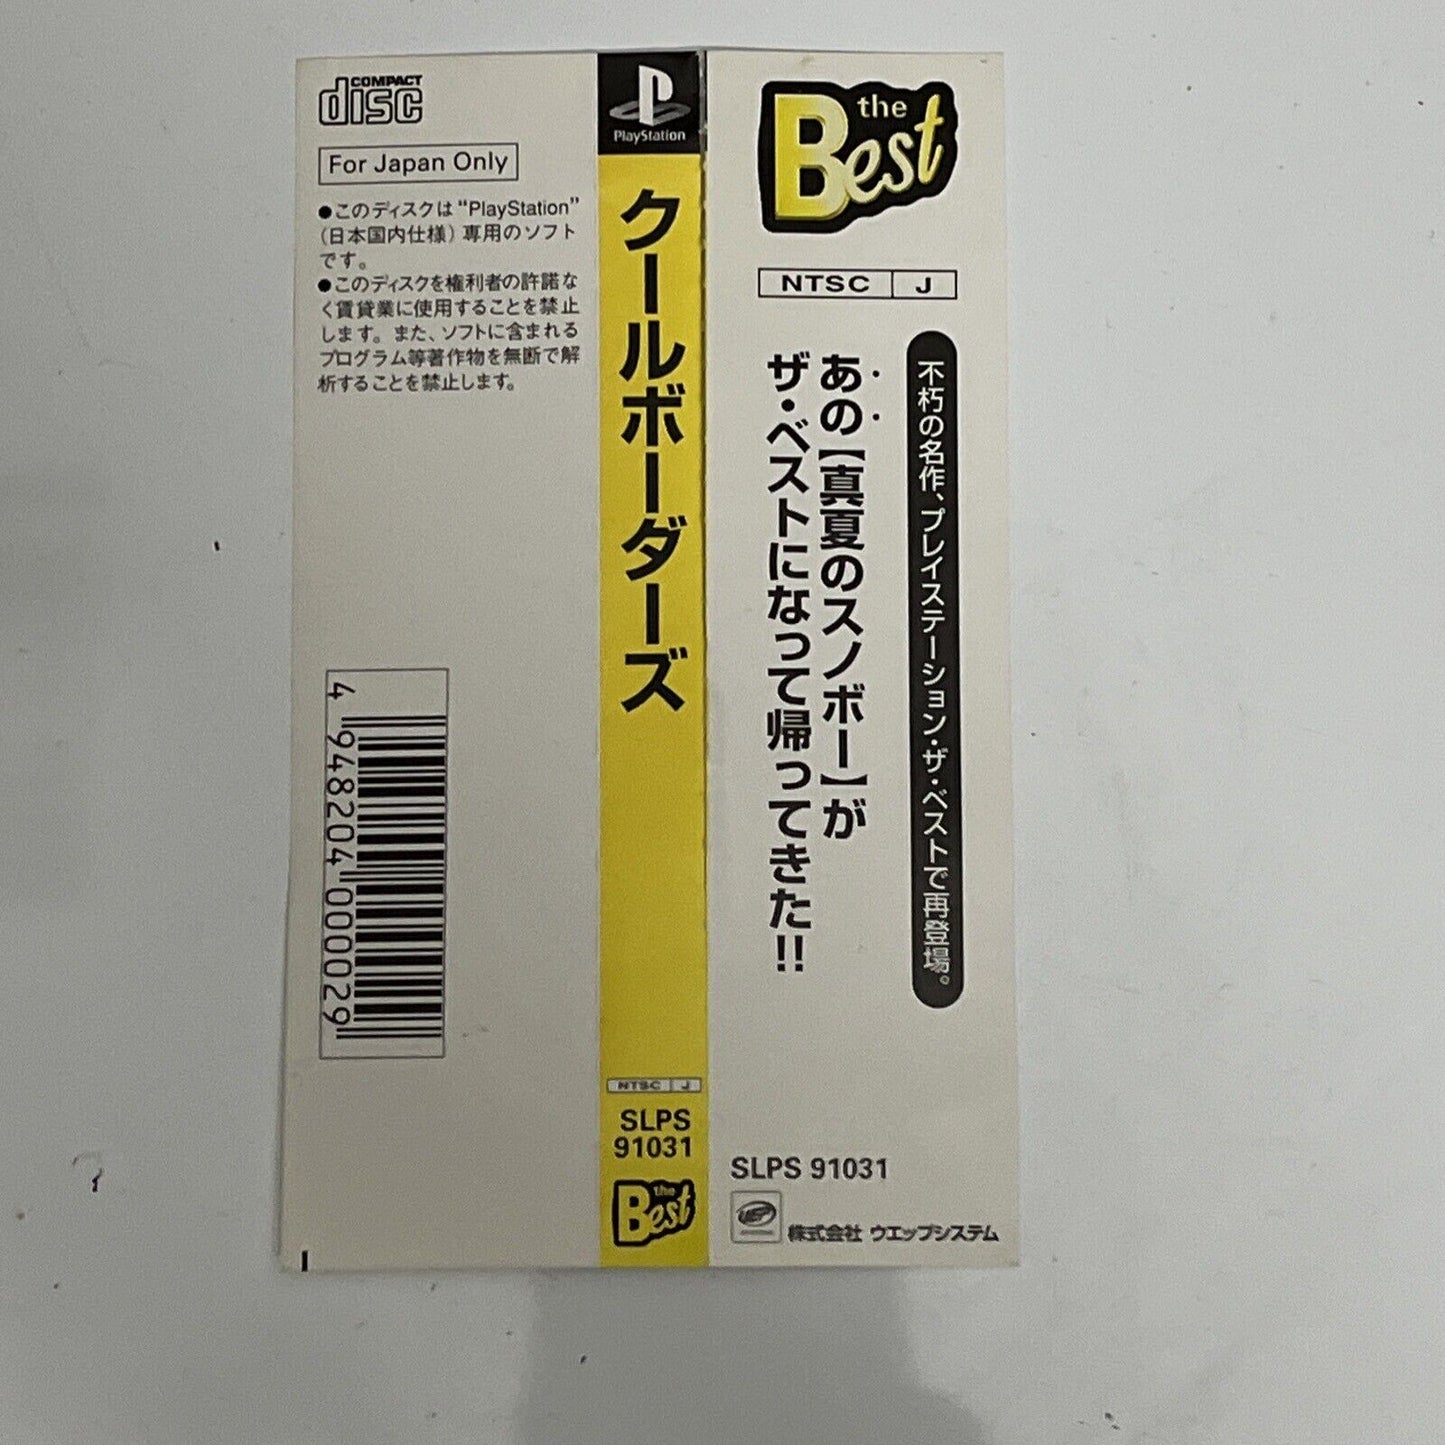 COMPACT
disc
For Japan Only
●このディスクは“PlayStation”
(日本国内仕様)専用のソフト
です。
●このディスクを権利者の許諾な
く賃貸業に使用することを禁止
します。また、ソフトに含まれる
プログラム等著作物を無断で解
析することを禁止します。
4 948204 000029
PlayStation
クールボーダーズ
NTSC J
SLPS
91031
the
Best
the
Best
NTSC J
不朽の名作、プレイステーション・ザ・ベストで再登場。
あの【真夏のスノボー】が
ザ・ベストになって帰ってきた!!
SLPS 91031
UEP
株式会社 ウエップシステム